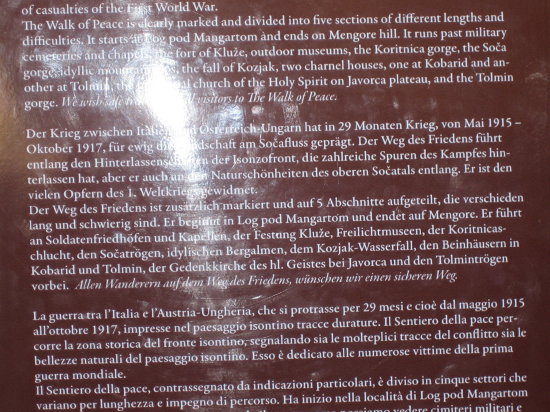 of casualties of the First World War.
The Walk of Peace is clearly marked and divided into five sections of different lengths and
difficulties. It starts at Log pod Mangartom and ends on Mengore hill. It runs past military
cemeteries and chapels, the fort of Kluže, outdoor museums, the Koritnica gorge, the Soča
gorge, idyllic mountain, the fall of Kozjak, two charnel houses, one at Kobarid and an-
other at Tolmin, the church of the Holy Spirit on Javorca plateau, and the Tolmin
gorge. We wish safe visitors to The Walk of Peace.
Der Krieg zwischen Italien und Österreich-Ungarn hat in 29 Monaten Krieg, von Mai 1915 –
Oktober 1917, für ewig die Landschaft am Sočafluss geprägt. Der Weg des Friedens führt
entlang den Hinterlassenschaften der Isonzofront, die zahlreiche Spuren des Kampfes hin-
terlassen hat, aber er auch an den Naturschönheiten des oberen Sočatals entlang. Er ist den
vielen Opfern des 1. Weltkriegs gewidmet.
Der Weg des Friedens ist zusärzlich markiert und auf 5 Abschnitte aufgeteilt, die verschieden
lang und schwierig sind. Er beginnt in Log pod Mangartom und endet auf Mengore. Er führt
an Soldatenfriedhöfen und Kapellen, der Festung Kluže, Freilichtmuseen, der Koritnicas-
chlucht, den Sočatrögen, idylischen Bergalmen, dem Kozjak-Wasserfall, den Beinhäusern in
Kobarid und Tolmin, der Gedenkkirche des hl. Geistes bei Javorca und den Tolmintrögen
vorbei. Allen Wanderern auf dem Weg des Friedens, wünschen wir einen sicheren Weg.
La guerra tra l'Italia e l'Austria-Ungheria, che si protrasse per 29 mesi e cioè dal maggio 1915
all'ottobre 1917, impresse nel paesaggio isontino tracce durature. Il Sentiero della pace per-
corre la zona storica del fronte isontino, segnalando sia le molteplici tracce del conflitto sia le
bellezze naturali del paesaggio isontino. Esso è dedicato alle numerose vittime della prima
guerra mondiale.
Il Sentiero della pace, contrassegnato da indicazioni particolari, è diviso in cinque settori che
variano per lunghezza e impegno di percorso. Ha inizio nella località di Log pod Mangartom
possiamo vedere cimiteri militari e